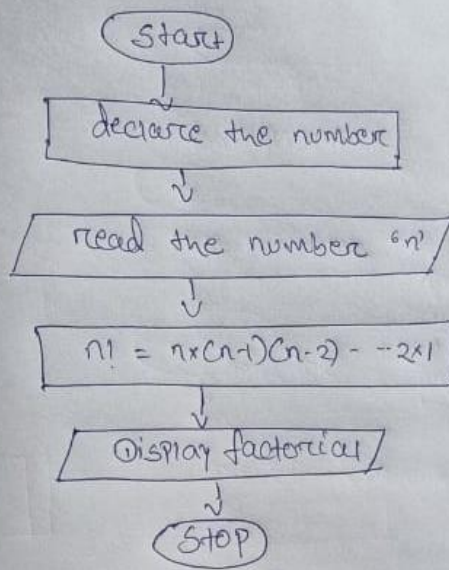 Start
declare the number
read the number 'n'
n! = n×(n-1)(n-2) - --2×1
Display factorial
Stop